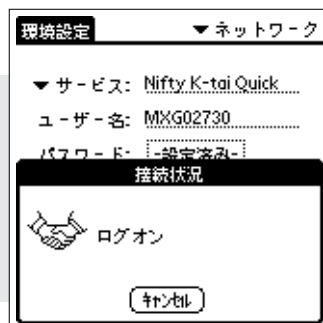 環境設定 ▼ ネットワーク
▼ サービス: Nifty K-tai Quick
ユーザー名: MXG02730
パスワード: -設定済み-
接続状況
ログオン
キャンセル